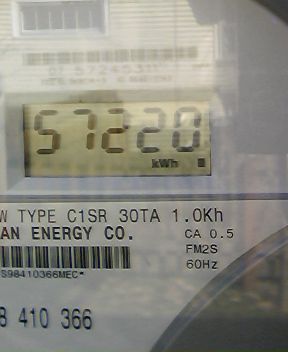 57220
kWh
W TYPE C1SR 30TA 1.0Kh
AN ENERGY CO.
CA 0.5
FM2S
60Hz
S98410366MEC*
8 410 366